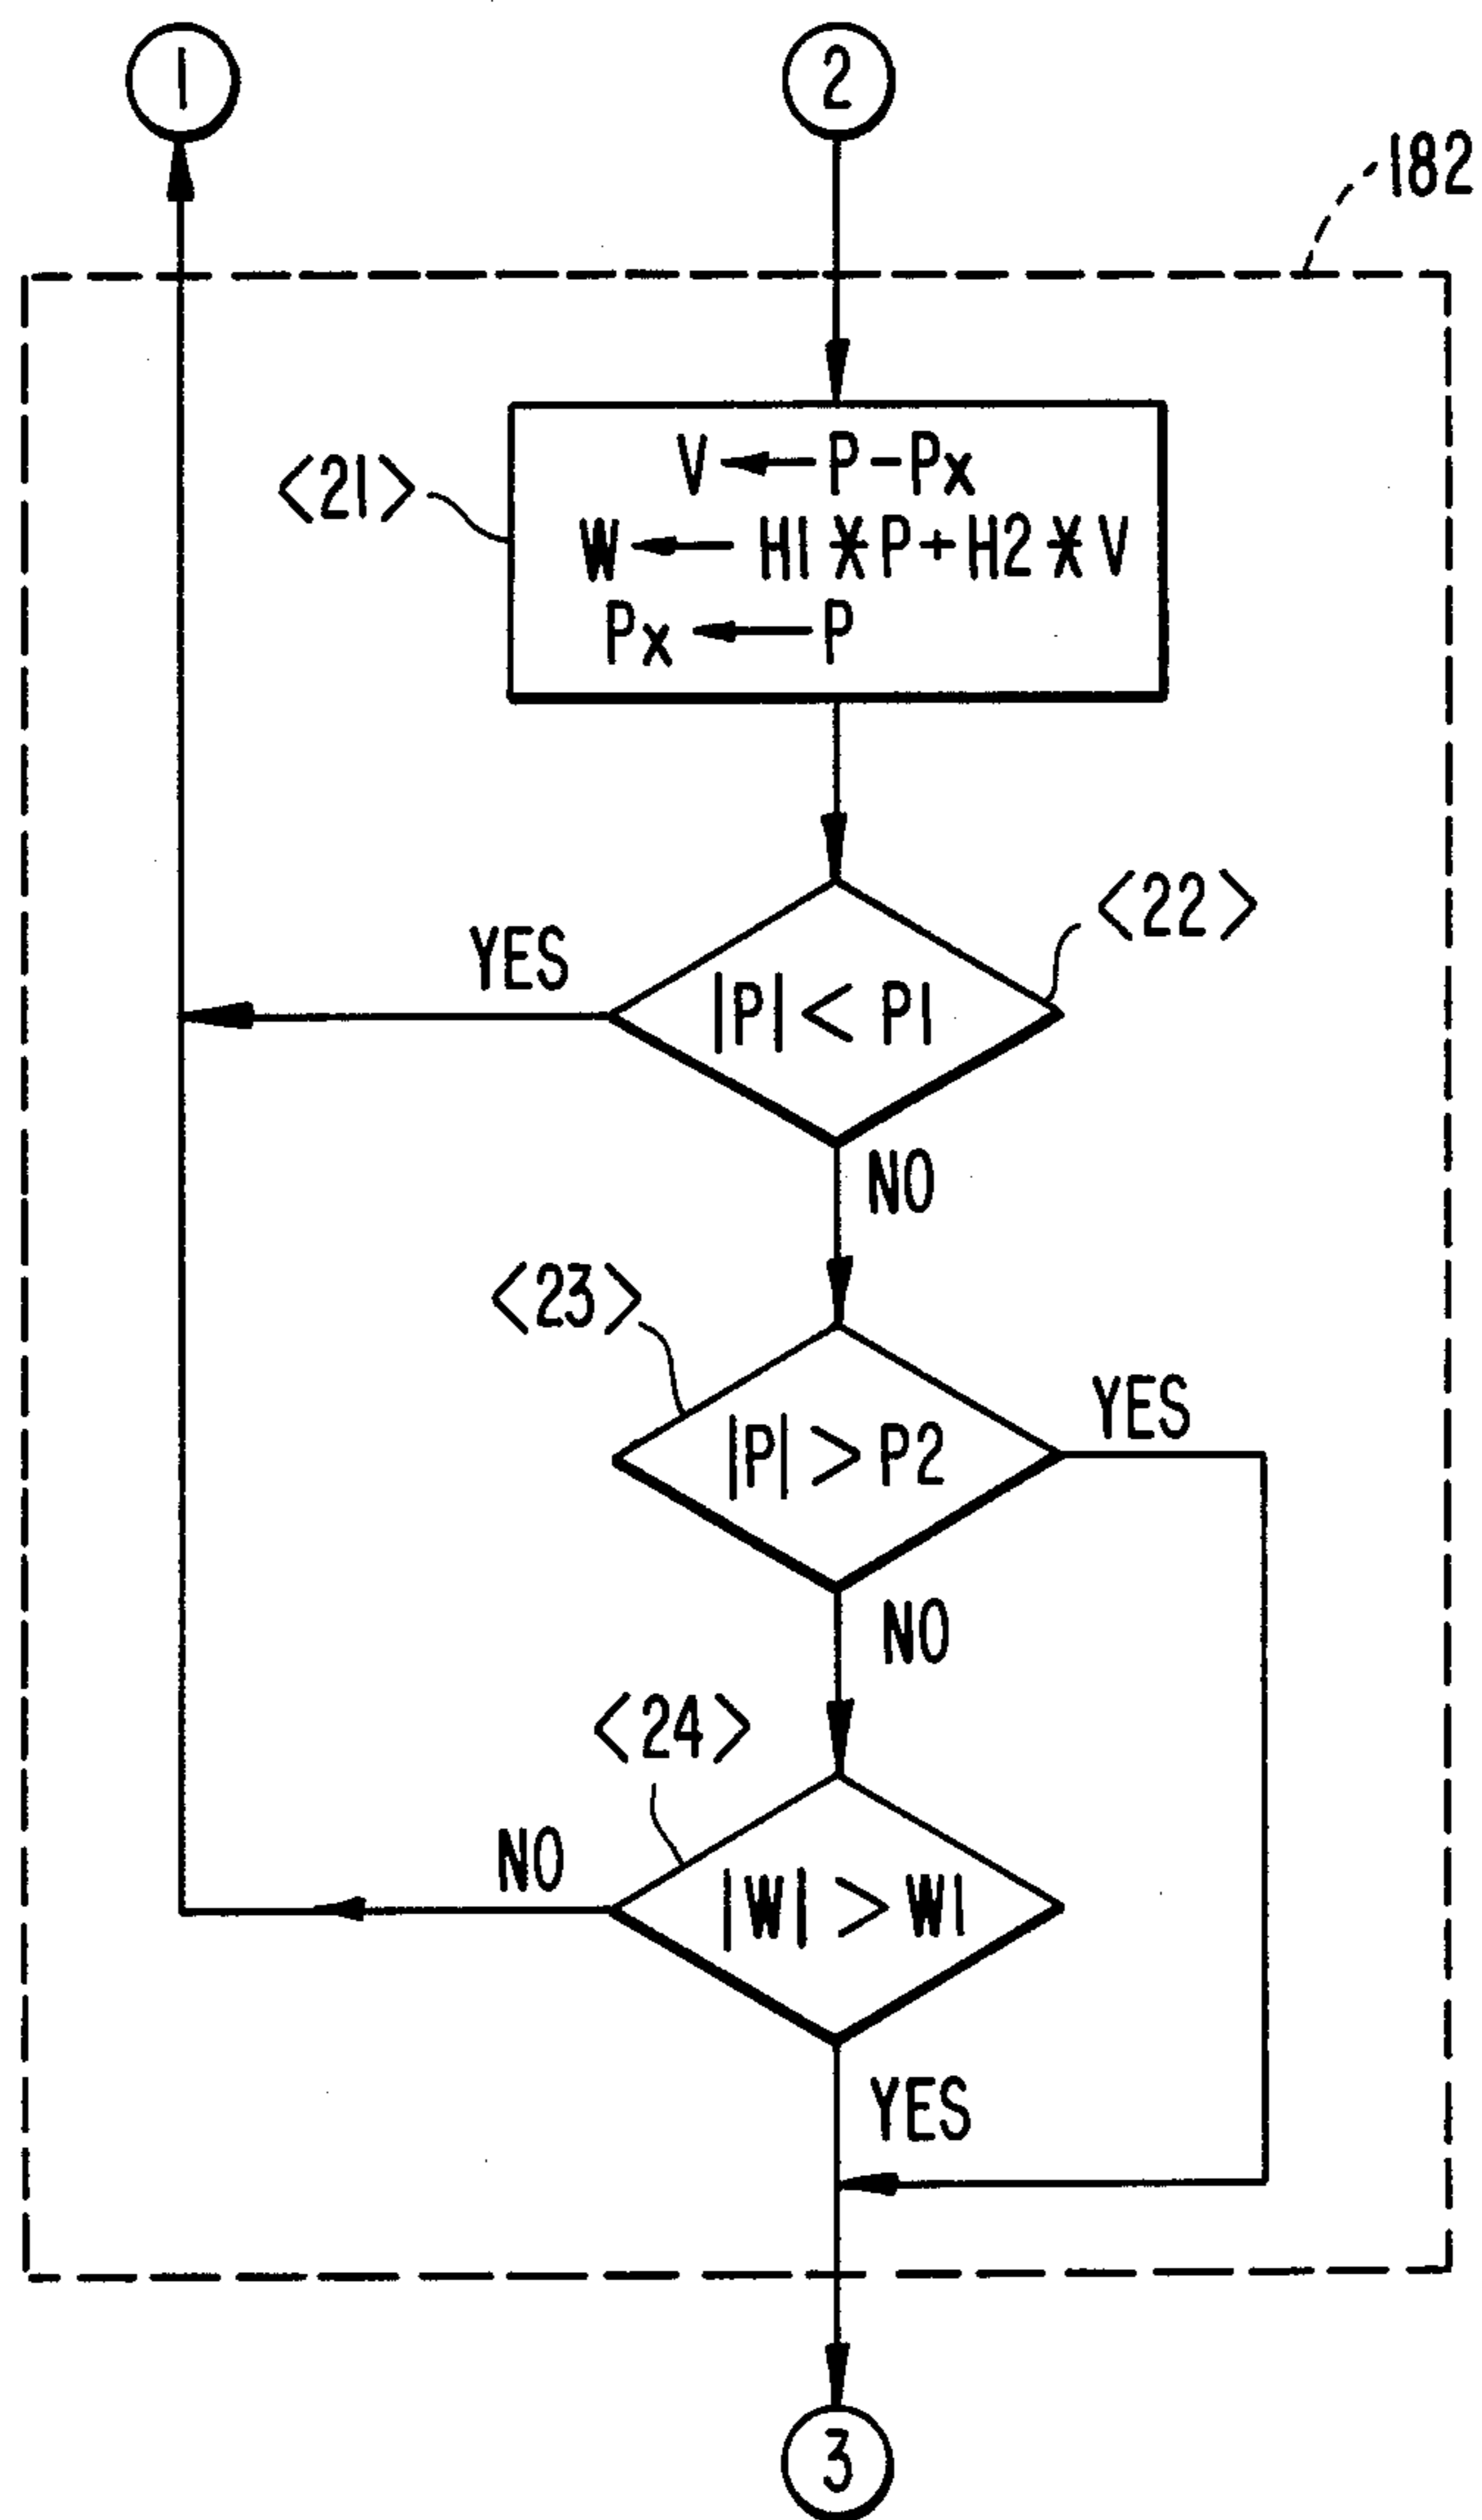 1
2
182
<21>
V ← P-Px
W ← H1*P+H2*V
Px ← P
<22>
YES
|P| < P1
NO
<23>
YES
|P| > P2
NO
<24>
NO
|W| > W1
YES
3